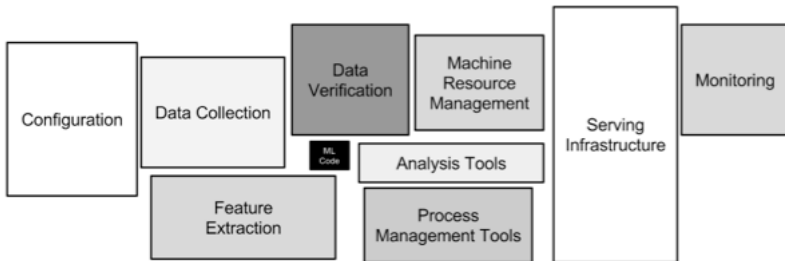 Configuration
Data Collection
Data
Verification
Machine
Resource
Management
Serving
Infrastructure
Monitoring
ML
Code
Analysis Tools
Feature
Extraction
Process
Management Tools